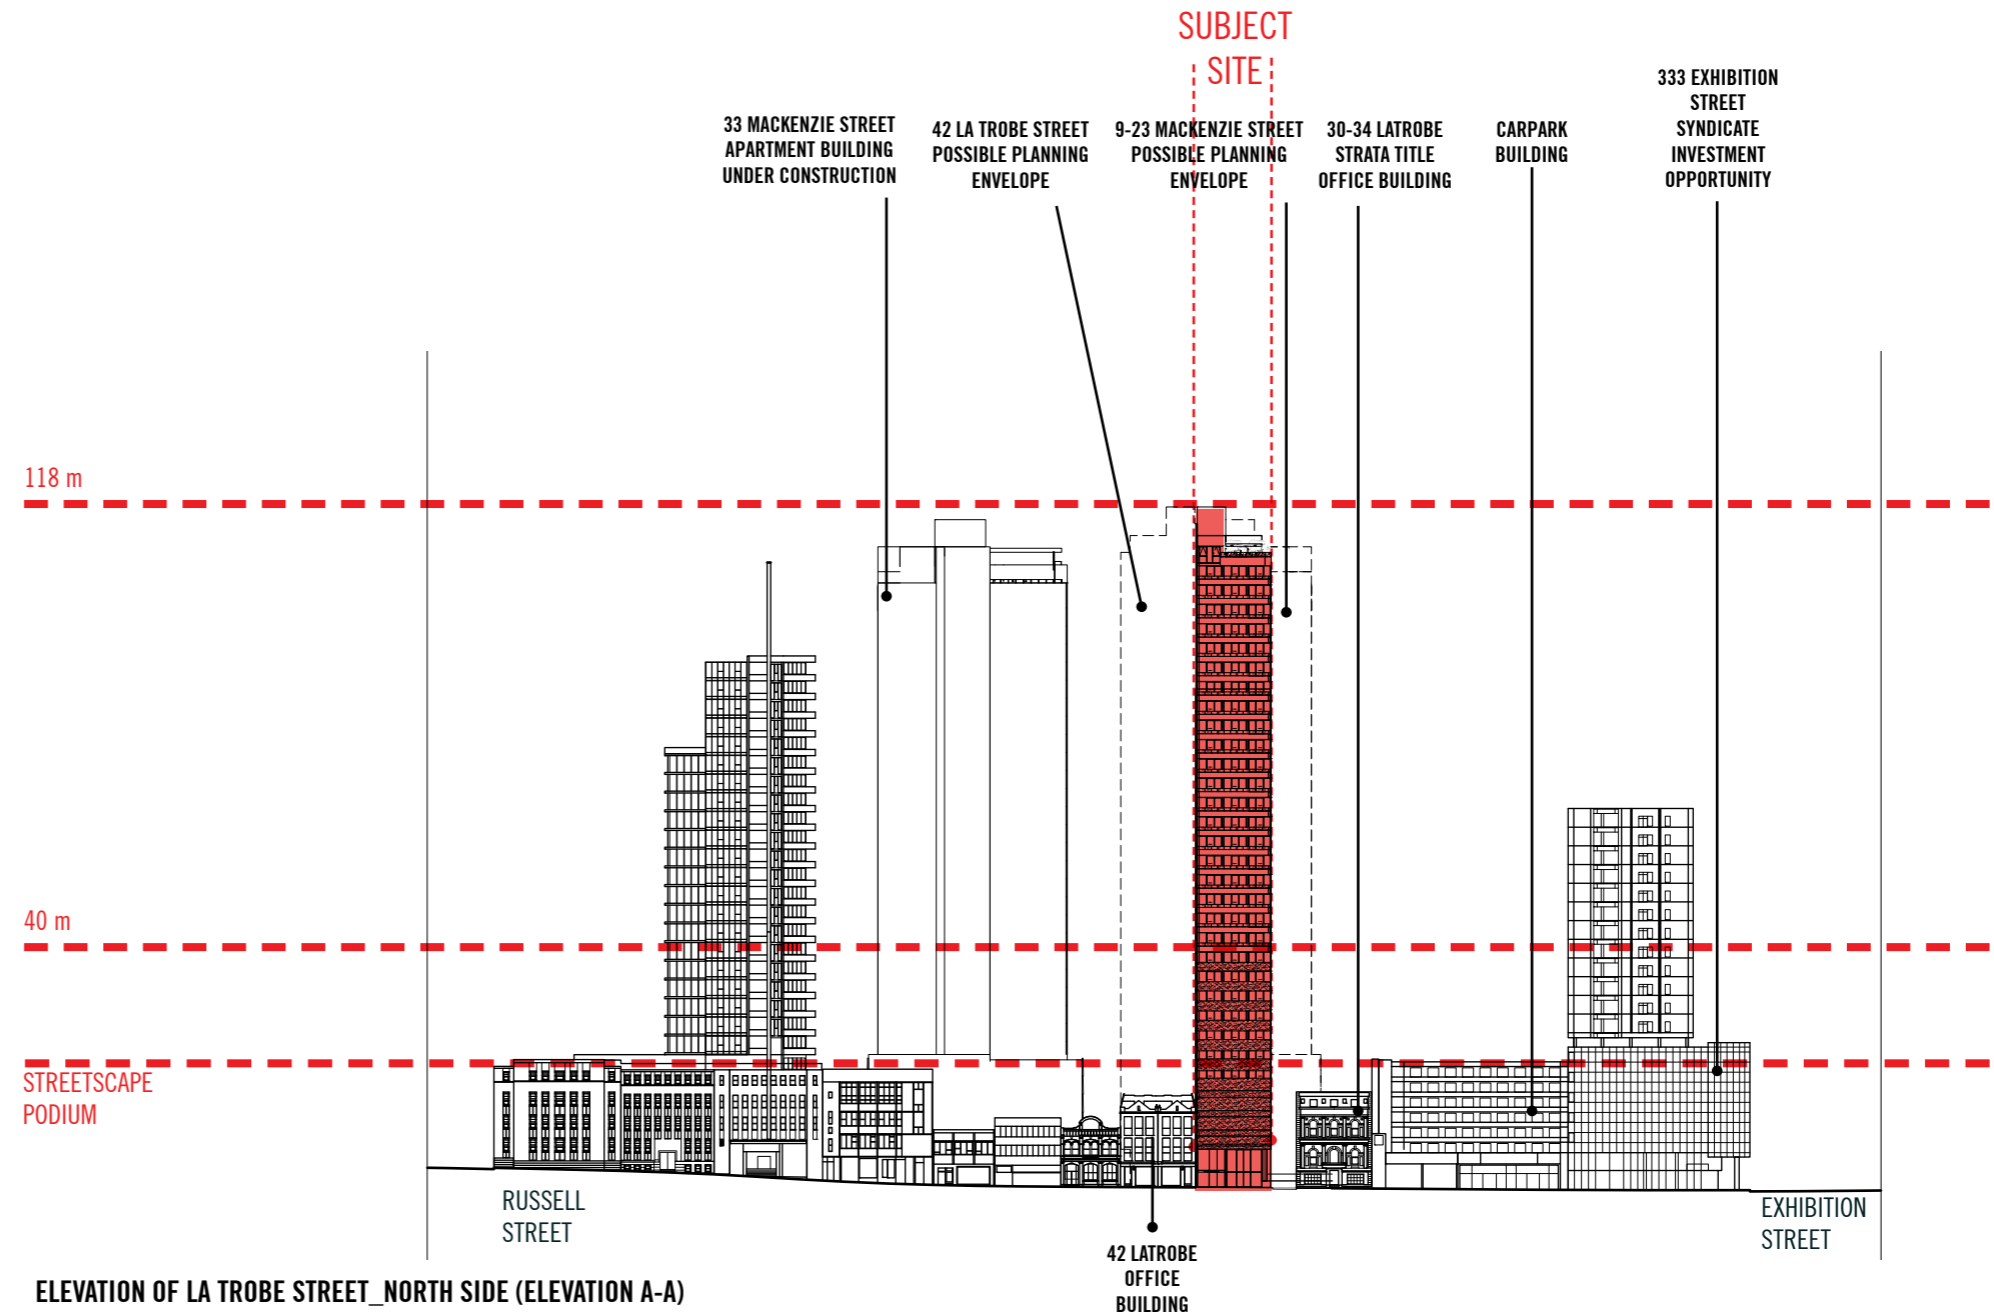 SUBJECT
SITE
33 MACKENZIE STREET
APARTMENT BUILDING
UNDER CONSTRUCTION
42 LA TROBE STREET
POSSIBLE PLANNING
ENVELOPE
9-23 MACKENZIE STREET
POSSIBLE PLANNING
ENVELOPE
30-34 LATROBE
STRATA TITLE
OFFICE BUILDING
CARPARK
BUILDING
333 EXHIBITION
STREET
SYNDICATE
INVESTMENT
OPPORTUNITY
118 m
40 m
STREETSCAPE
PODIUM
RUSSELL
STREET
EXHIBITION
STREET
42 LATROBE
OFFICE
BUILDING
ELEVATION OF LA TROBE STREET_NORTH SIDE (ELEVATION A-A)